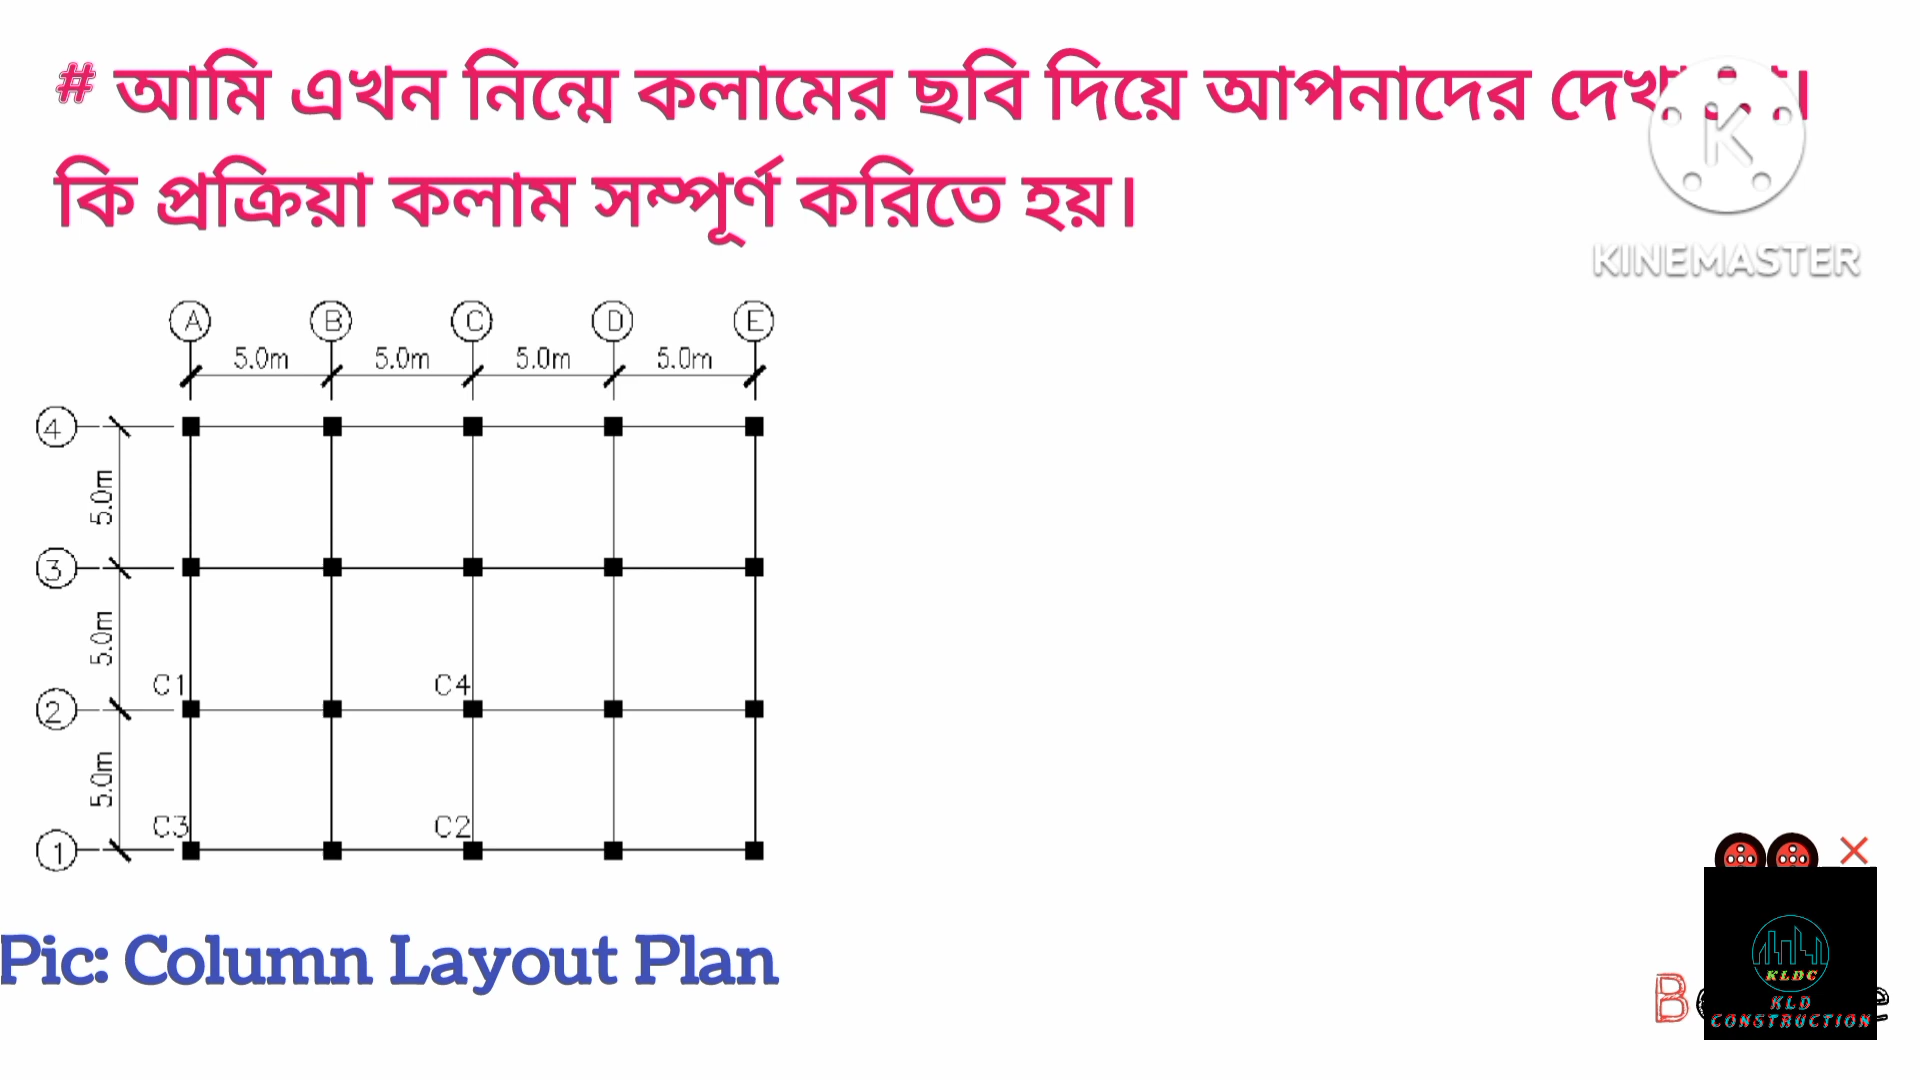 # আমি এখন নিন্মে কলামের ছবি দিয়ে আপনাদের
কি প্রক্রিয়া কলাম সম্পূর্ণ করিতে হয়।
K
KINEMASTER
A B C D E
5.0m 5.0m 5.0m 5.0m
4
5.0m
3
5.0m
C1 C4
2
5.0m
C3 C2
1
Pic: Column Layout Plan
KLDC
KLD
CONSTRUCTION